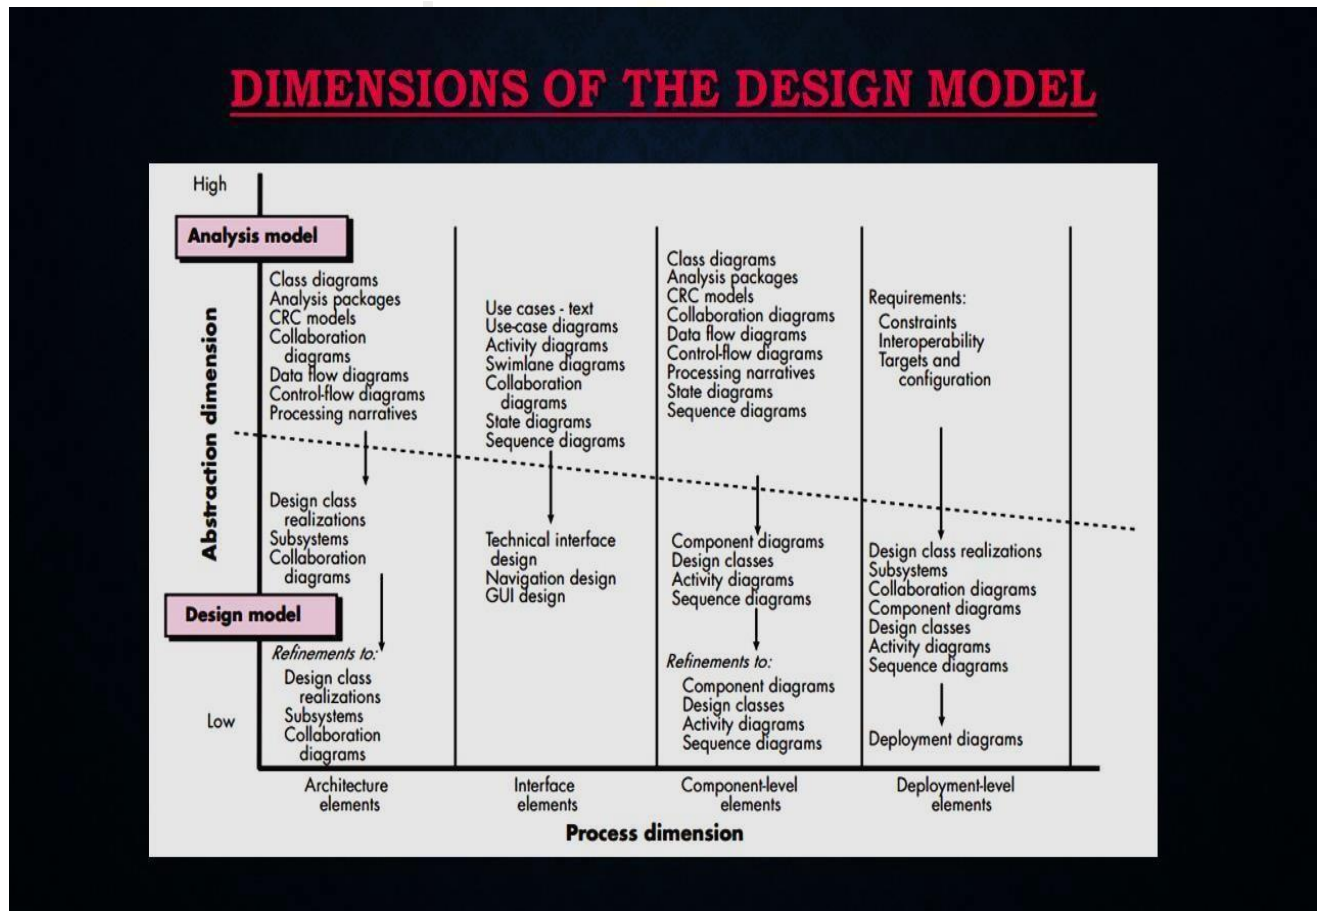 DIMENSIONS OF THE DESIGN MODEL
High
Analysis model
Abstraction dimension
Design model
Low
Class diagrams
Analysis packages
CRC models
Collaboration
diagrams
Data flow diagrams
Control-flow diagrams
Processing narratives
Design class
realizations
Subsystems
Collaboration
diagrams
Refinements to:
Design class
realizations
Subsystems
Collaboration
diagrams
Architecture
elements
Use cases - text
Use-case diagrams
Activity diagrams
Swimlane diagrams
Collaboration
diagrams
State diagrams
Sequence diagrams
Technical interface
design
Navigation design
GUI design
Interface
elements
Class diagrams
Analysis packages
CRC models
Collaboration diagrams
Data flow diagrams
Control-flow diagrams
Processing narratives
State diagrams
Sequence diagrams
Component diagrams
Design classes
Activity diagrams
Sequence diagrams
Refinements to:
Component diagrams
Design classes
Activity diagrams
Sequence diagrams
Component-level
elements
Requirements:
Constraints
Interoperability
Targets and
configuration
Design class realizations
Subsystems
Collaboration diagrams
Component diagrams
Design classes
Activity diagrams
Sequence diagrams
Deployment diagrams
Deployment-level
elements
Process dimension